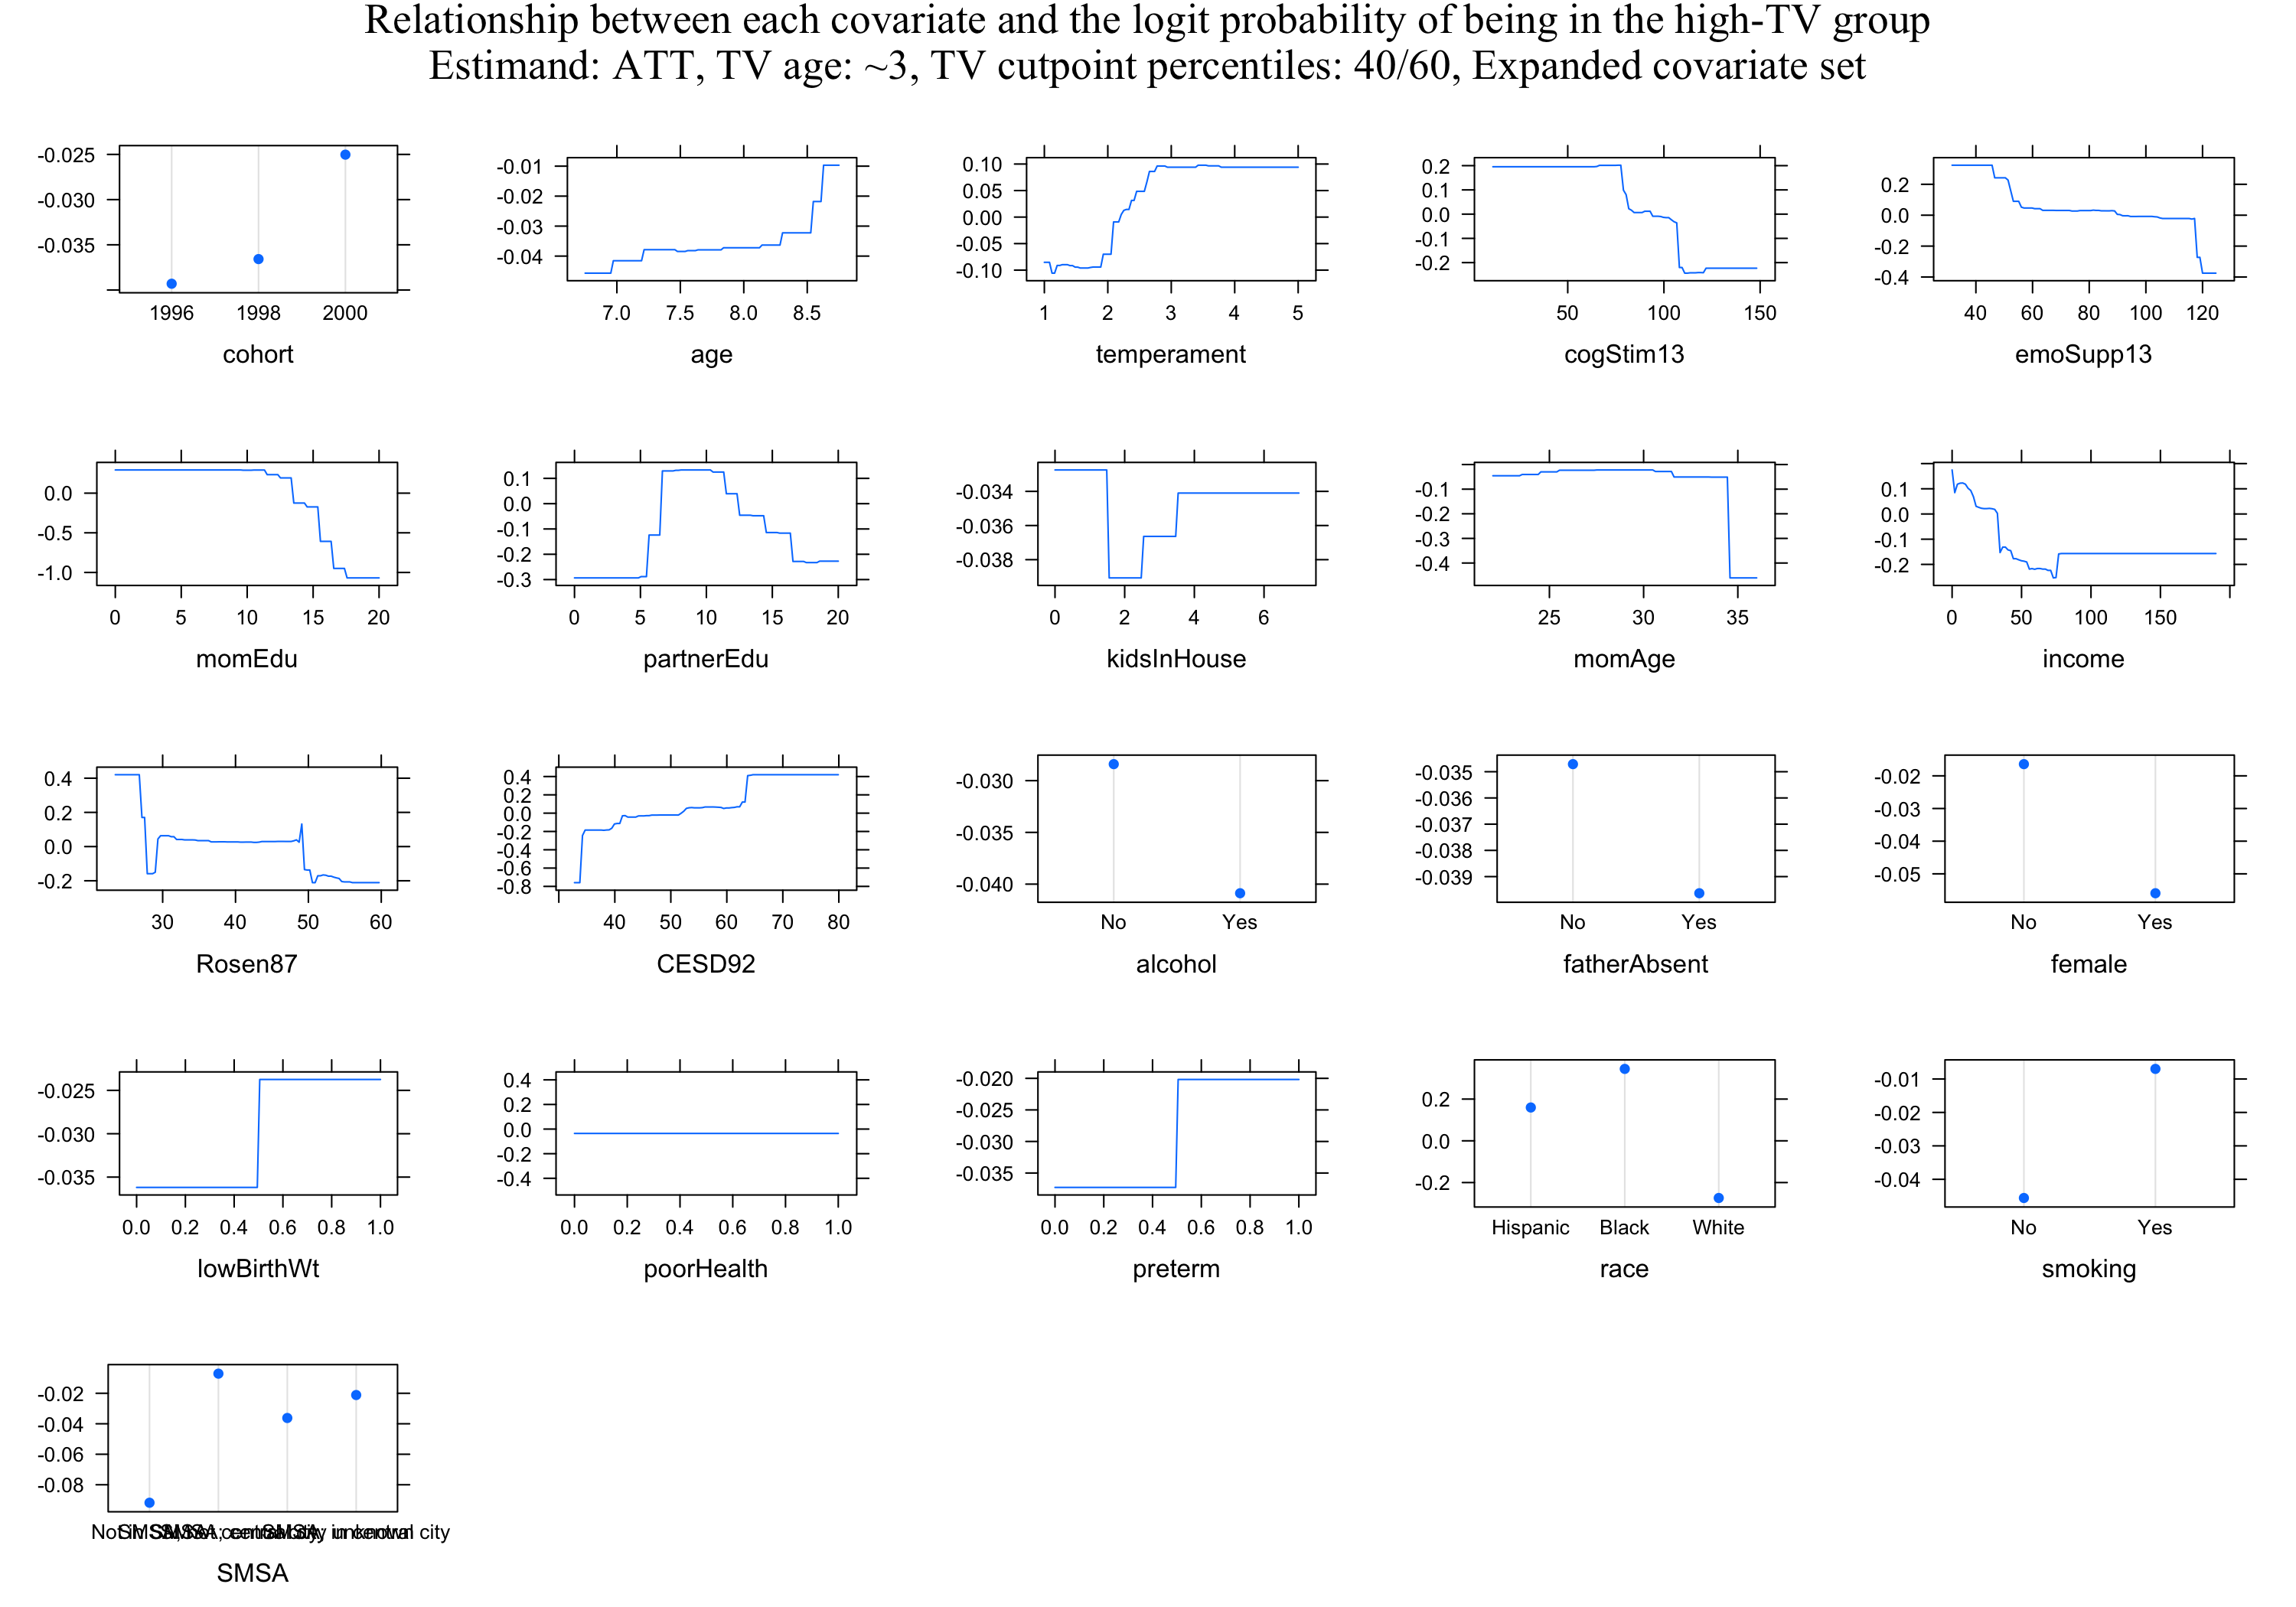 Relationship between each covariate and the logit probability of being in the high-TV group
Estimand: ATT, TV age: ~3, TV cutpoint percentiles: 40/60, Expanded covariate set
-0.025
-0.030
-0.035
1996 1998 2000
cohort
-0.01
-0.02
-0.03
-0.04
7.0 7.5 8.0 8.5
age
0.10
0.05
0.00
-0.05
-0.10
1 2 3 4 5
temperament
0.2
0.1
0.0
-0.1
-0.2
50 100 150
cogStim13
0.2
0.0
-0.2
-0.4
40 60 80 100 120
emoSupp13
0.0
-0.5
-1.0
0 5 10 15 20
momEdu
0.1
0.0
-0.1
-0.2
-0.3
0 5 10 15 20
partnerEdu
-0.034
-0.036
-0.038
0 2 4 6
kidsInHouse
-0.1
-0.2
-0.3
-0.4
25 30 35
momAge
0.1
0.0
-0.1
-0.2
0 50 100 150
income
0.4
0.2
0.0
-0.2
30 40 50 60
Rosen87
0.4
0.2
0.0
-0.2
-0.4
-0.6
-0.8
40 50 60 70 80
CESD92
-0.030
-0.035
-0.040
No Yes
alcohol
-0.035
-0.036
-0.037
-0.038
-0.039
No Yes
fatherAbsent
-0.02
-0.03
-0.04
-0.05
No Yes
female
-0.025
-0.030
-0.035
0.0 0.2 0.4 0.6 0.8 1.0
lowBirthWt
0.4
0.2
0.0
-0.2
-0.4
0.0 0.2 0.4 0.6 0.8 1.0
poorHealth
-0.020
-0.025
-0.030
-0.035
0.0 0.2 0.4 0.6 0.8 1.0
preterm
0.2
0.0
-0.2
Hispanic Black White
race
-0.01
-0.02
-0.03
-0.04
No Yes
smoking
-0.02
-0.04
-0.06
-0.08
SMSA